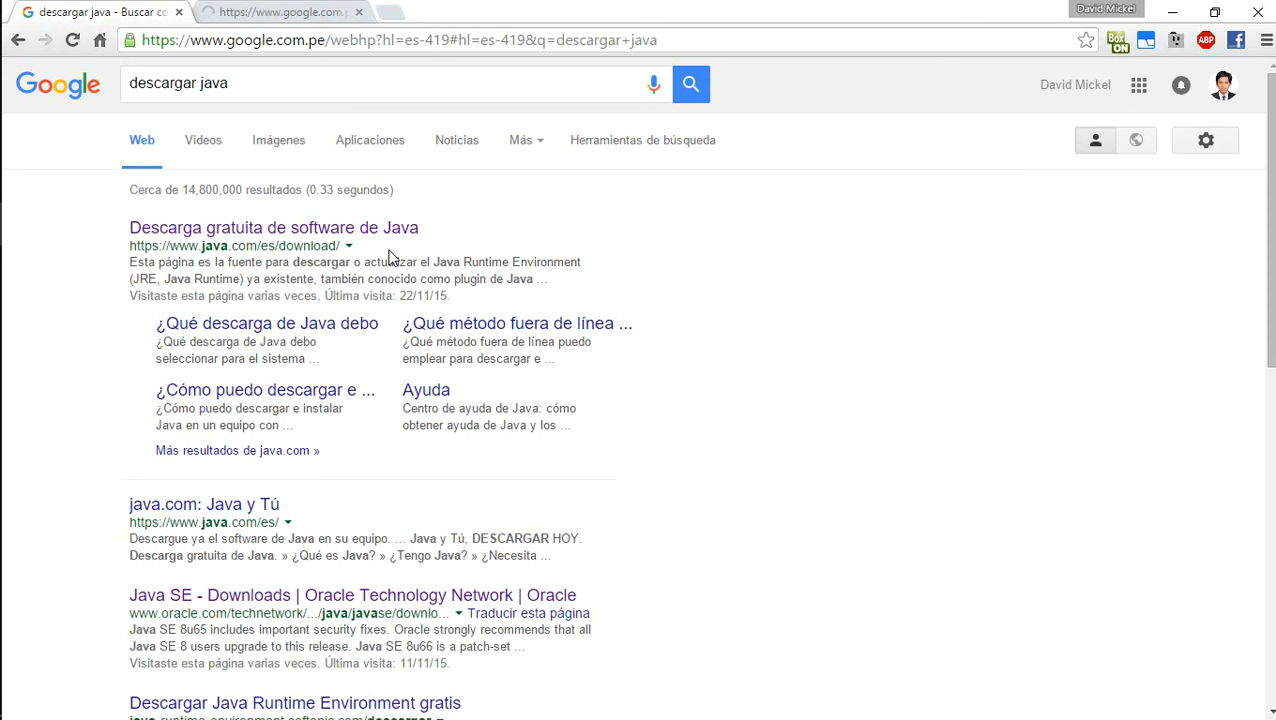 descargar java - Buscar co
https://www.google.com.
David Mickel
https://www.google.com.pe/webhp?hl=es-419#hl=es-419&q=descargar+java
Box
ON
ABP
Google
descargar java
David Mickel
Web Videos Imágenes Aplicaciones Noticias Más Herramientas de búsqueda
Cerca de 14,800,000 resultados (0.33 segundos)
Descarga gratuita de software de Java
https://www.java.com/es/download/
Esta página es la fuente para descargar o actualizar el Java Runtime Environment
(JRE, Java Runtime) ya existente, también conocido como plugin de Java ...
Visitaste esta página varias veces. Última visita: 22/11/15.
¿Qué descarga de Java debo
¿Qué descarga de Java debo
seleccionar para el sistema ...
¿Qué método fuera de línea ...
¿Qué método fuera de línea puedo
emplear para descargar e ...
¿Cómo puedo descargar e ...
¿Cómo puedo descargar e instalar
Java en un equipo con ...
Ayuda
Centro de ayuda de Java: cómo
obtener ayuda de Java y los ...
Más resultados de java.com »
java.com: Java y Tú
https://www.java.com/es/
Descargue ya el software de Java en su equipo. ... Java y Tú, DESCARGAR HOY.
Descarga gratuita de Java. » ¿Qué es Java? » ¿Tengo Java? » ¿Necesita ...
Java SE - Downloads | Oracle Technology Network | Oracle
www.oracle.com/technetwork/.../java/javase/downlo... Traducir esta página
Java SE 8u65 includes important security fixes. Oracle strongly recommends that all
Java SE 8 users upgrade to this release. Java SE 8u66 is a patch-set ...
Visitaste esta página varias veces. Última visita: 11/11/15.
Descargar Java Runtime Environment gratis
java-runtime-environment.softonic.com/descargar